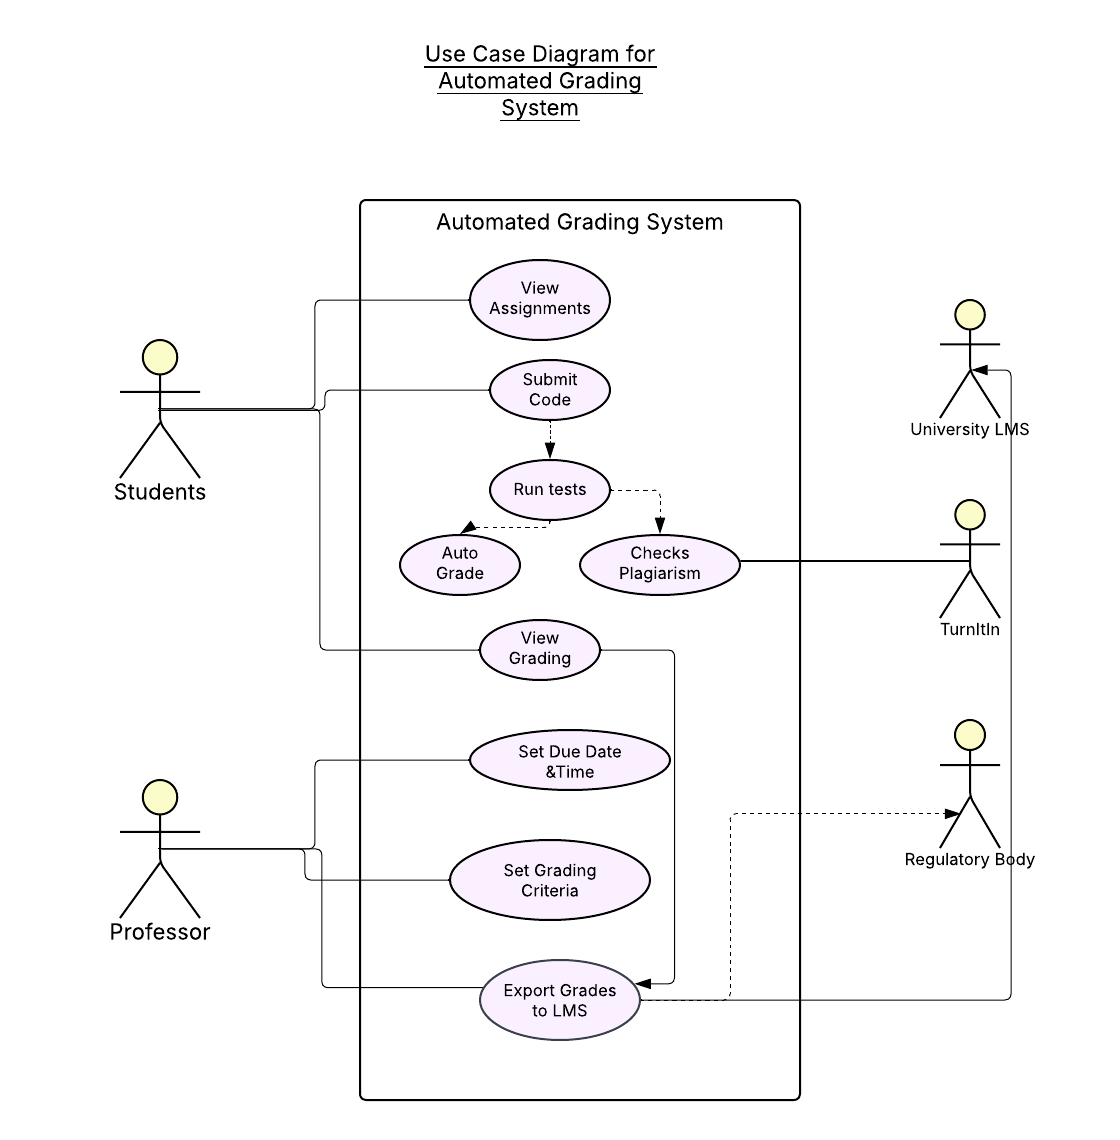 Use Case Diagram for
Automated Grading
System
Automated Grading System
View
Assignments
Submit
Code
Run tests
Auto
Grade
Checks
Plagiarism
View
Grading
Set Due Date
&Time
Set Grading
Criteria
Export Grades
to LMS
Students
Professor
University LMS
TurnItIn
Regulatory Body